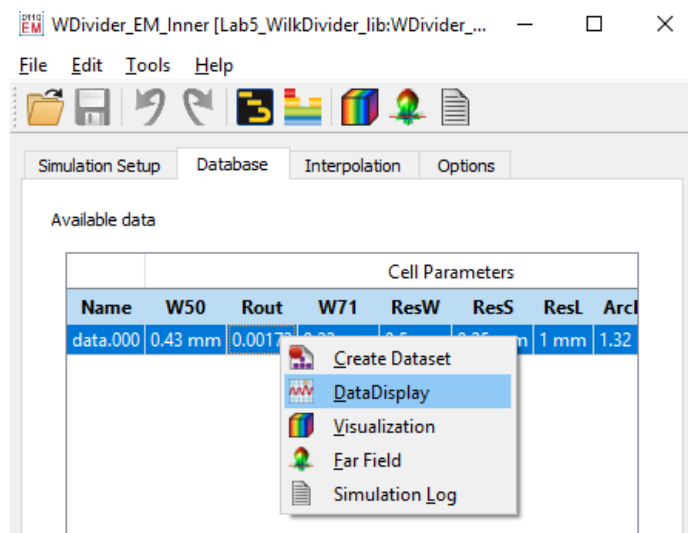 EM WDivider_EM_Inner [Lab5_WilkDivider_lib:WDivider_...
File Edit Tools Help
Simulation Setup Database Interpolation Options
Available data
Cell Parameters
Name W50 Rout W71 ResW ResS ResL Arcl
data.000 0.43 mm 0.00173 1 mm 1.32
Create Dataset
DataDisplay
Visualization
Far Field
Simulation Log